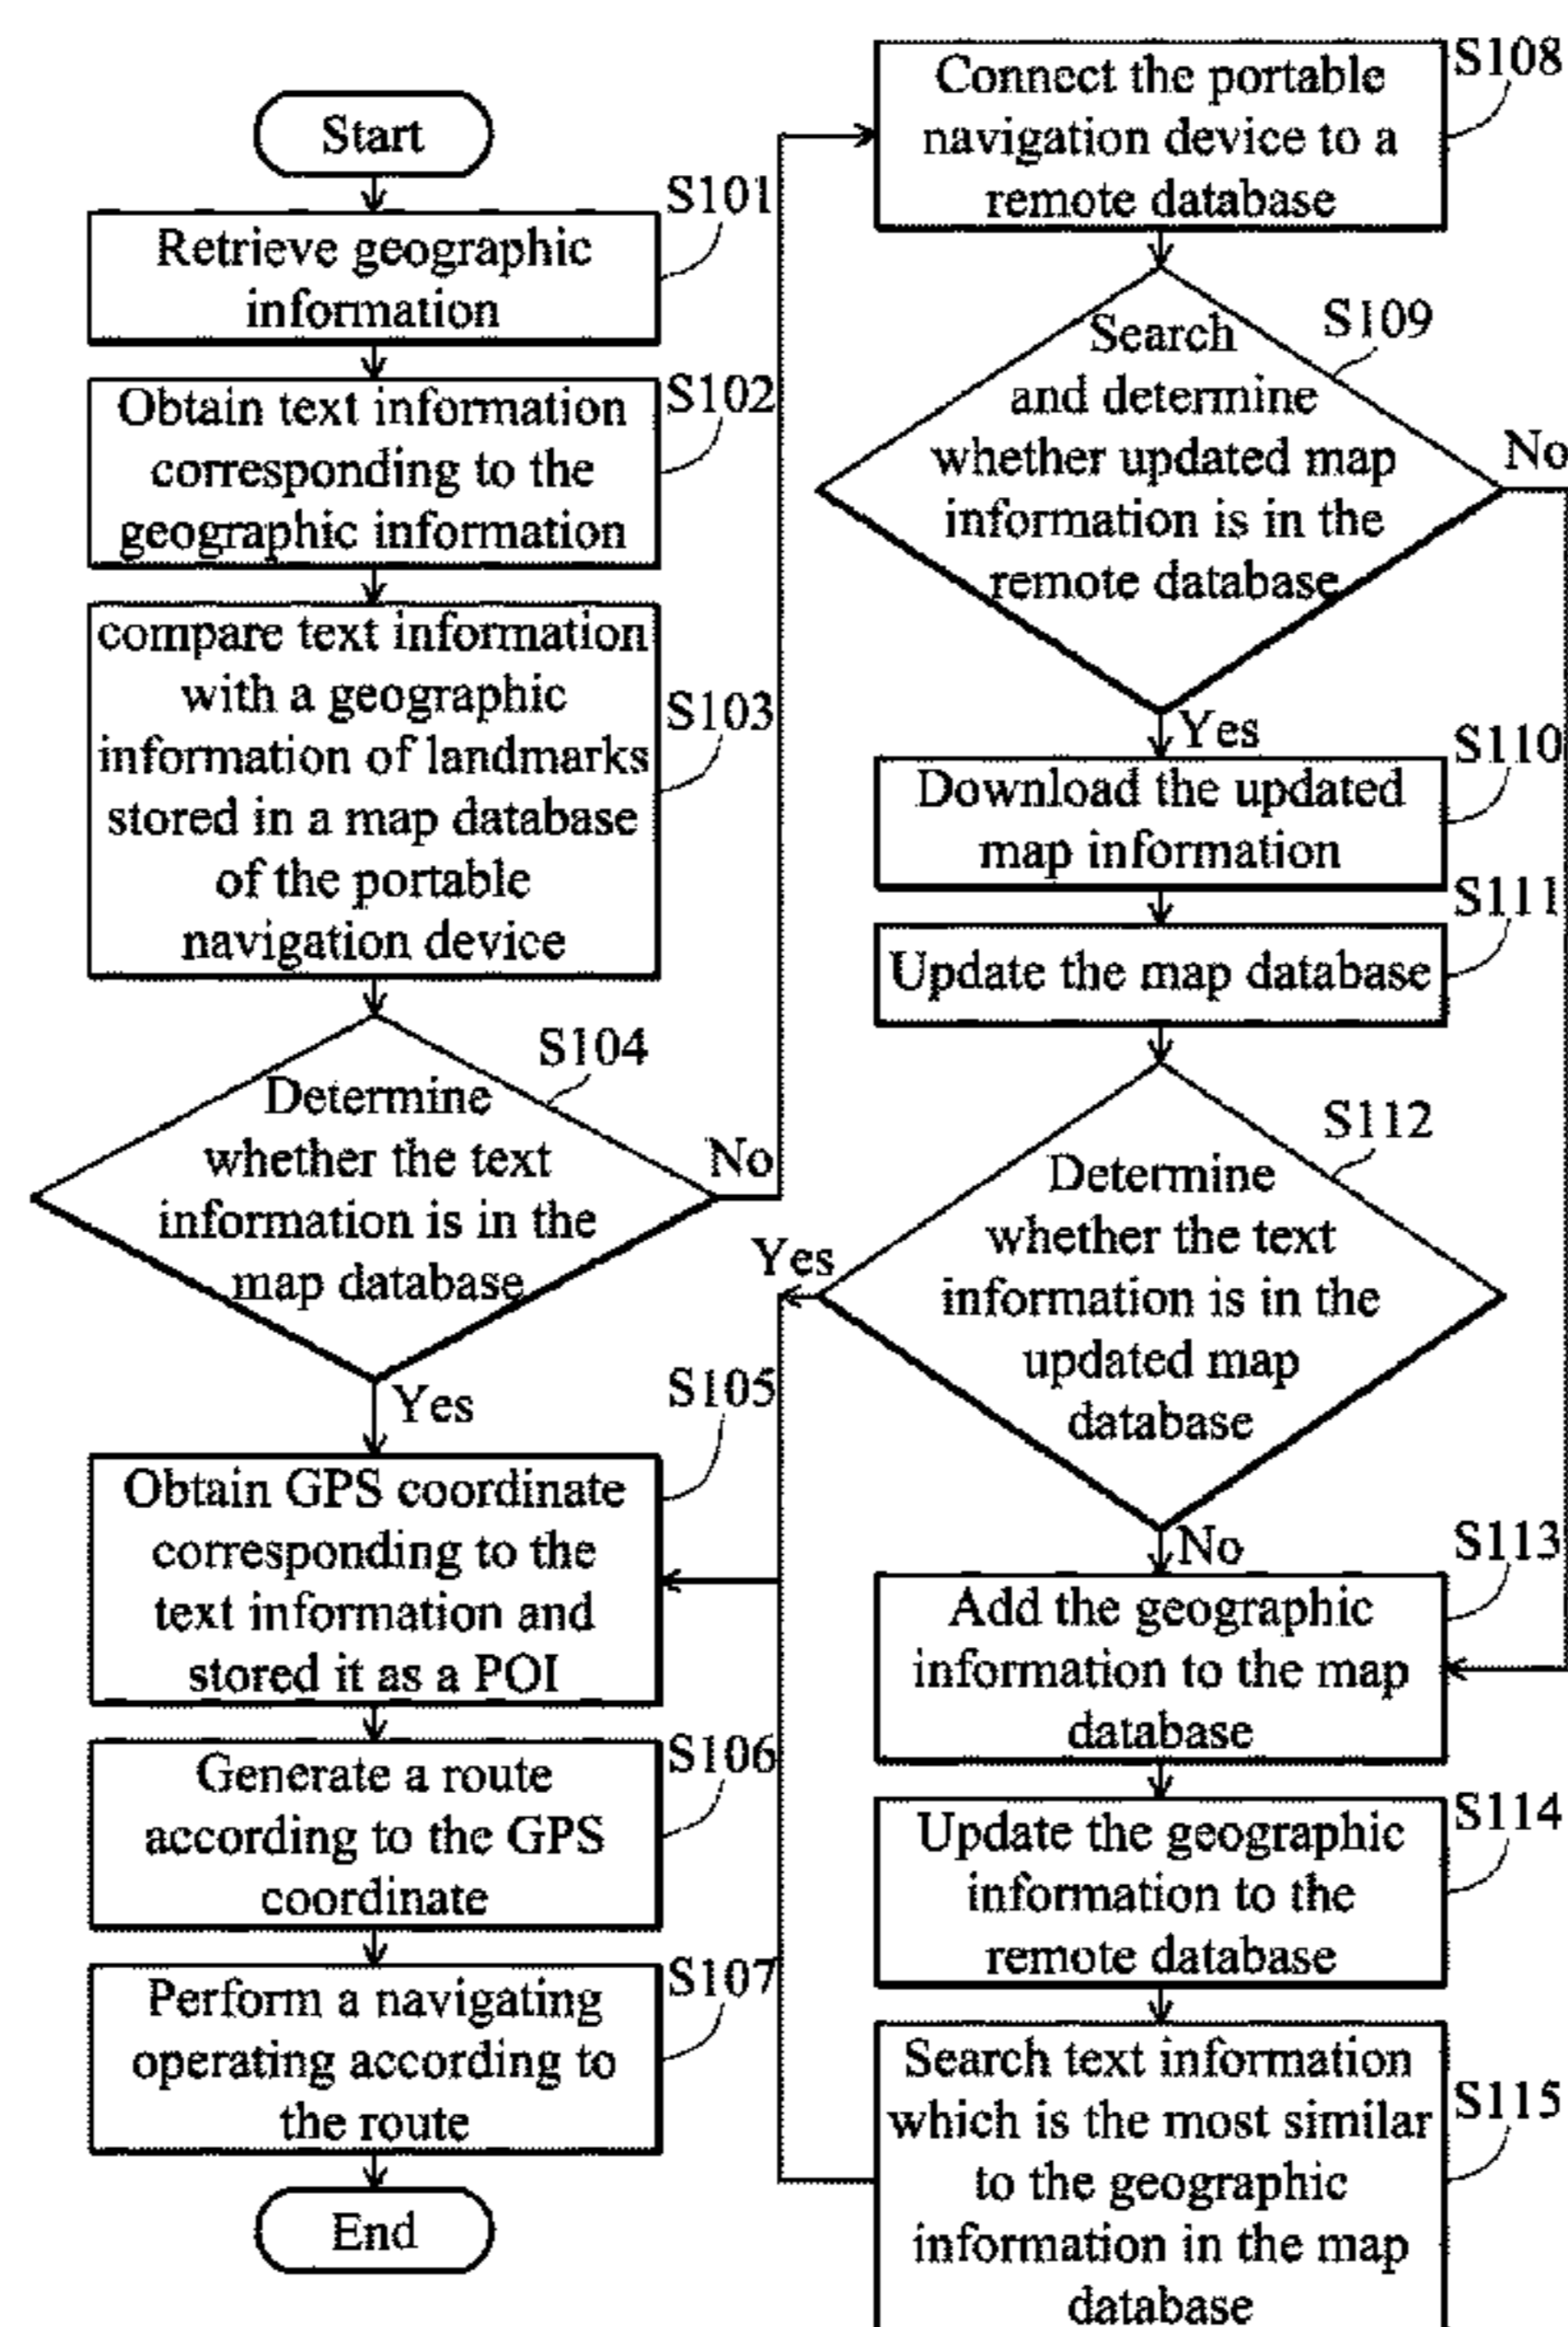 Start
S101
Retrieve geographic
information
S102
Obtain text information
corresponding to the
geographic information
compare text information
with a geographic
S103
information of landmarks
stored in a map database
of the portable
navigation device
S104
Determine
whether the text
No
information is in the
map database
Yes
S105
Obtain GPS coordinate
corresponding to the
text information and
stored it as a POI
S106
Generate a route
according to the GPS
coordinate
S107
Perform a navigating
operating according to
the route
End
S108
Connect the portable
navigation device to a
remote database
S109
Search
and determine
whether updated map
No
information is in the
remote database
Yes
S110
Download the updated
map information
S111
Update the map database
S112
Determine
whether the text
Yes
information is in the
updated map
database
No
S113
Add the geographic
information to the map
database
S114
Update the geographic
information to the
remote database
Search text information
S115
which is the most similar
to the geographic
information in the map
database